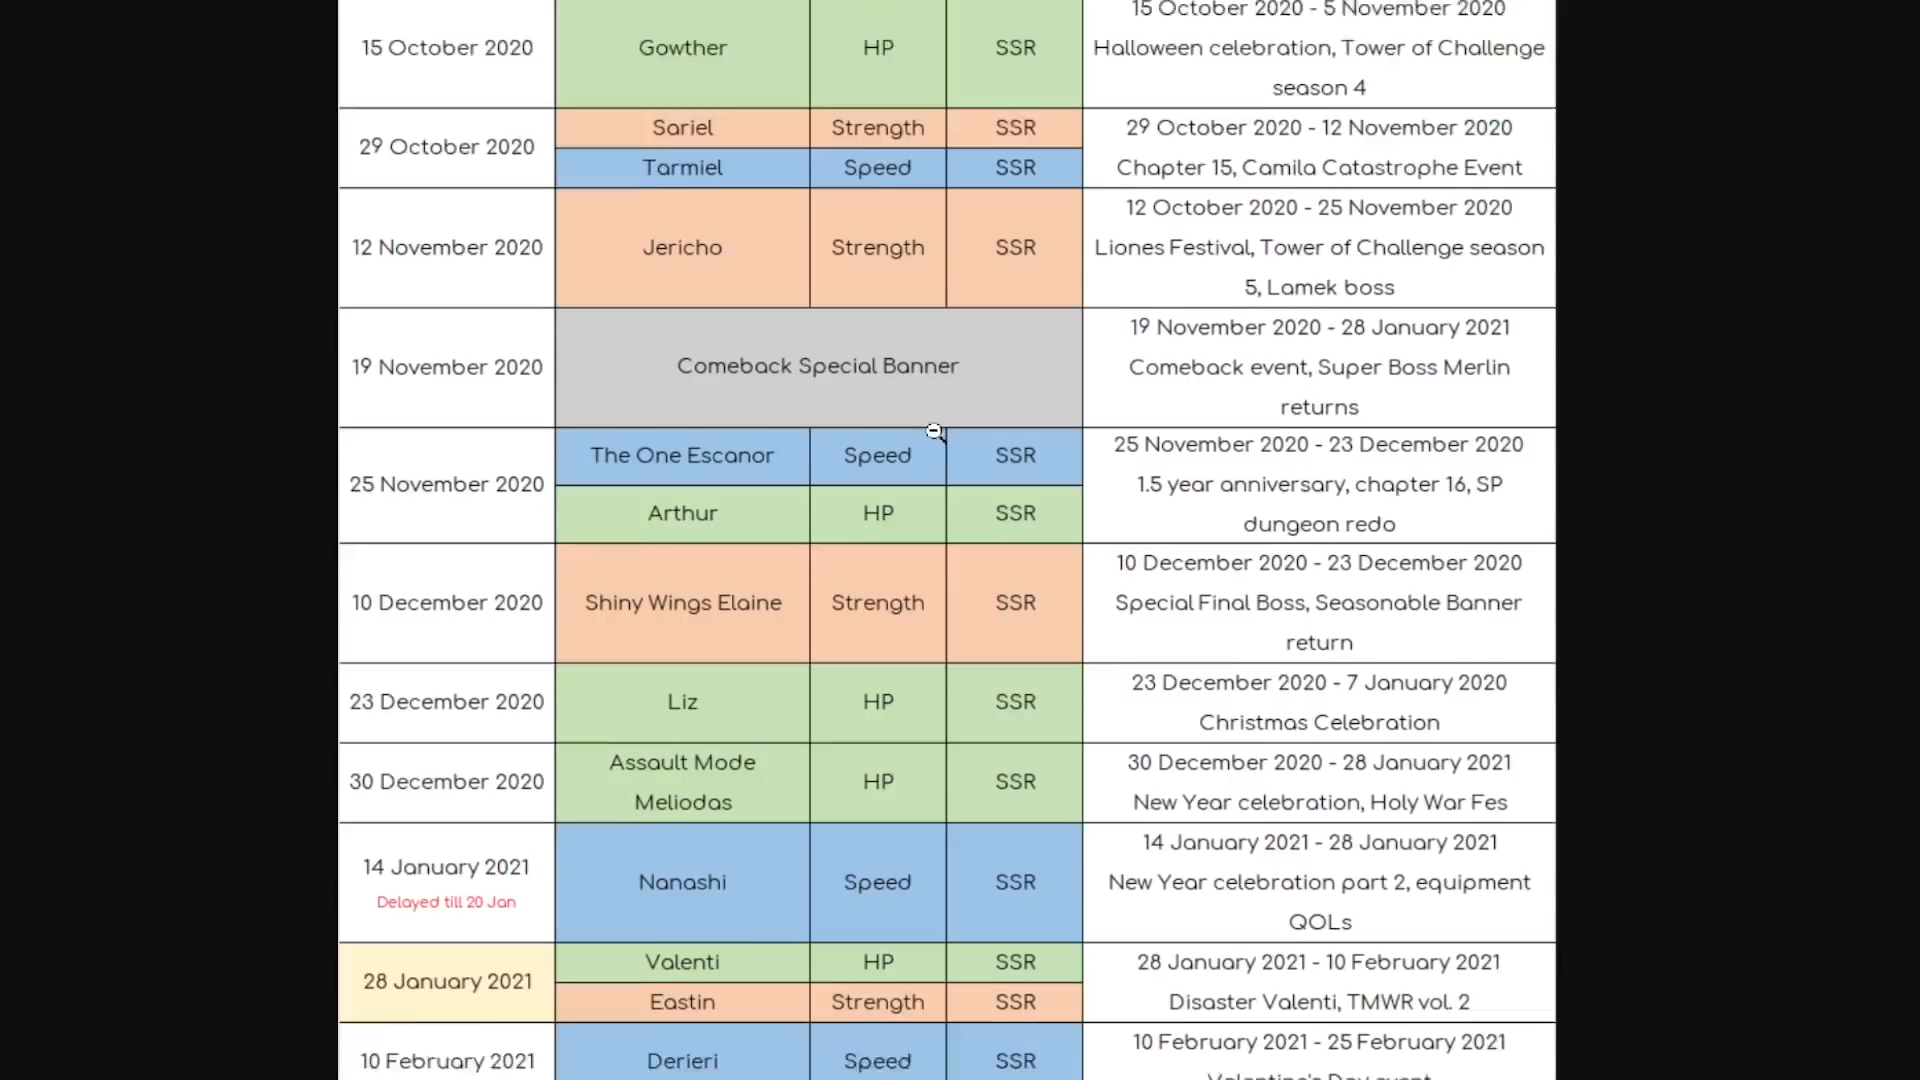 15 October 2020 - 5 November 2020
15 October 2020 Gowther HP SSR Halloween celebration, Tower of Challenge
season 4
29 October 2020
Sariel Strength SSR 29 October 2020 - 12 November 2020
Tarmiel Speed SSR Chapter 15, Camila Catastrophe Event
12 October 2020 - 25 November 2020
12 November 2020 Jericho Strength SSR Liones Festival, Tower of Challenge season
5, Lamek boss
19 November 2020 - 28 January 2021
19 November 2020 Comeback Special Banner Comeback event, Super Boss Merlin
returns
25 November 2020
The One Escanor Speed SSR 25 November 2020 - 23 December 2020
1.5 year anniversary, chapter 16, SP
Arthur HP SSR dungeon redo
10 December 2020 - 23 December 2020
10 December 2020 Shiny Wings Elaine Strength SSR Special Final Boss, Seasonable Banner
return
23 December 2020 - 7 January 2020
23 December 2020 Liz HP SSR
Christmas Celebration
Assault Mode 30 December 2020 - 28 January 2021
30 December 2020 HP SSR
Meliodas New Year celebration, Holy War Fes
14 January 2021 - 28 January 2021
14 January 2021
Nanashi Speed SSR New Year celebration part 2, equipment
Delayed till 20 Jan
QOLs
28 January 2021
Valenti HP SSR 28 January 2021 - 10 February 2021
Eastin Strength SSR Disaster Valenti, TMWR vol. 2
10 February 2021 - 25 February 2021
10 February 2021 Derieri Speed SSR
Valentine's Day event